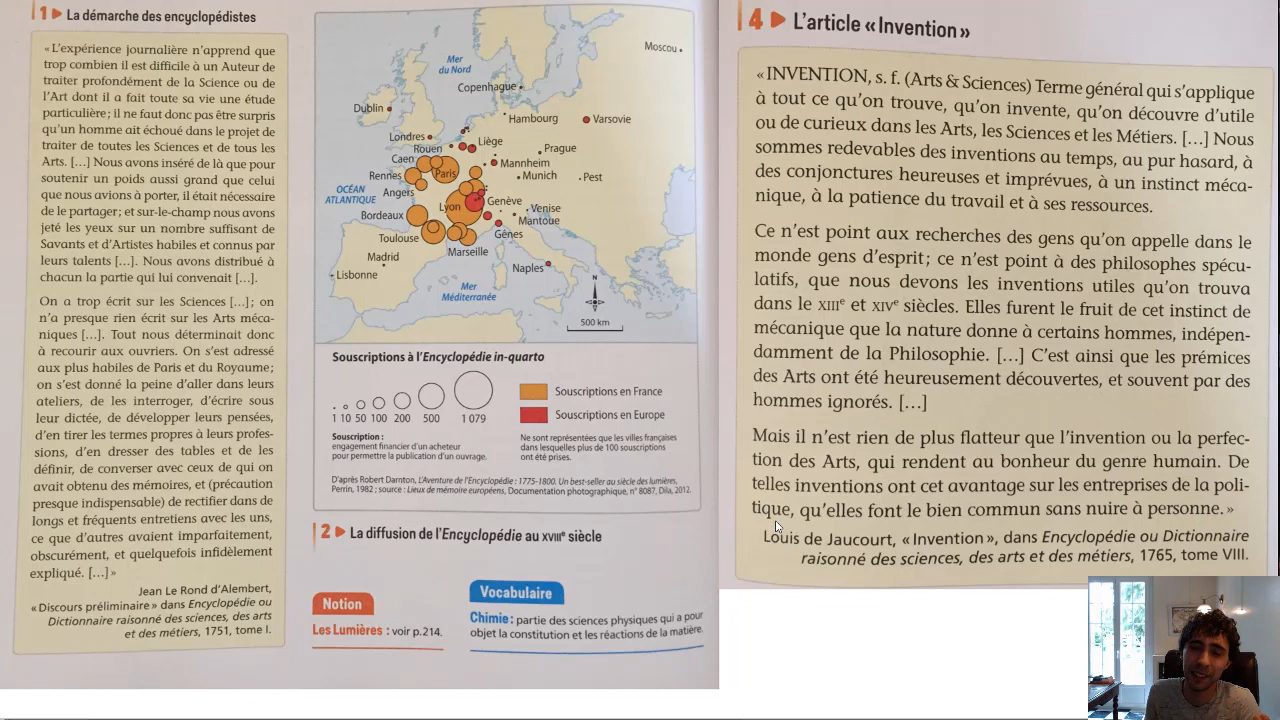 1 ▶ La démarche des encyclopédistes
« L'expérience journalière n'apprend que
trop combien il est difficile à un Auteur de
traiter profondément de la Science ou de
l'Art dont il a fait toute sa vie une étude
particulière ; il ne faut donc pas être surpris
qu'un homme ait échoué dans le projet de
traiter de toutes les Sciences et de tous les
Arts. [...] Nous avons inséré de là que pour
soutenir un poids aussi grand que celui
que nous avions à porter, il était nécessaire
de le partager ; et sur-le-champ nous avons
jeté les yeux sur un nombre suffisant de
Savants et d'Artistes habiles et connus par
leurs talents [...]. Nous avons distribué à
chacun la partie qui lui convenait [...].
On a trop écrit sur les Sciences [...] ; on
n'a presque rien écrit sur les Arts méca-
niques [...]. Tout nous déterminait donc
à recourir aux ouvriers. On s'est adressé
aux plus habiles de Paris et du Royaume ;
on s'est donné la peine d'aller dans leurs
ateliers, de les interroger, d'écrire sous
leur dictée, de développer leurs pensées,
d'en tirer les termes propres à leurs profes-
sions, d'en dresser des tables et de les
définir, de converser avec ceux de qui on
avait obtenu des mémoires, et (précaution
presque indispensable) de rectifier dans de
longs et fréquents entretiens avec les uns,
ce que d'autres avaient imparfaitement,
obscurément, et quelquefois infidèlement
expliqué. [...] »
Jean Le Rond d'Alembert,
« Discours préliminaire » dans Encyclopédie ou
Dictionnaire raisonné des sciences, des arts
et des métiers, 1751, tome I.
Moscou
Mer
du Nord
Copenhague
Dublin
Hambourg
Varsovie
Londres
Liège
Rouen
Prague
Caen
Mannheim
Paris
Rennes
Munich
Pest
OCÉAN
ATLANTIQUE
Angers
Lyon
Genève
Venise
Bordeaux
Mantoue
Toulouse
Gênes
Marseille
Madrid
Naples
Lisbonne
N
Mer
Méditerranée
500 km
Souscriptions à l'Encyclopédie in-quarto
1 10 50 100 200 500 1 079
Souscriptions en France
Souscriptions en Europe
Souscription :
engagement financier d'un acheteur
pour permettre la publication d'un ouvrage.
Ne sont représentées que les villes françaises
dans lesquelles plus de 100 souscriptions
ont été prises.
D'après Robert Darnton, L'Aventure de l'Encyclopédie : 1775-1800. Un best-seller au siècle des lumières,
Perrin, 1982 ; source : Lieux de mémoire européens, Documentation photographique, n° 8087, Dila, 2012.
2 ▶ La diffusion de l'Encyclopédie au XVIIIe siècle
Notion
Les Lumières : voir p.214.
Vocabulaire
Chimie : partie des sciences physiques qui a pour
objet la constitution et les réactions de la matière.
4 ▶ L'article « Invention »
« INVENTION, s. f. (Arts & Sciences) Terme général qui s'applique
à tout ce qu'on trouve, qu'on invente, qu'on découvre d'utile
ou de curieux dans les Arts, les Sciences et les Métiers. [...] Nous
sommes redevables des inventions au temps, au pur hasard, à
des conjonctures heureuses et imprévues, à un instinct méca-
nique, à la patience du travail et à ses ressources.
Ce n'est point aux recherches des gens qu'on appelle dans le
monde gens d'esprit ; ce n'est point à des philosophes spécu-
latifs, que nous devons les inventions utiles qu'on trouva
dans le XIIIe et XIVe siècles. Elles furent le fruit de cet instinct de
mécanique que la nature donne à certains hommes, indépen-
damment de la Philosophie. [...] C'est ainsi que les prémices
des Arts ont été heureusement découvertes, et souvent par des
hommes ignorés. [...]
Mais il n'est rien de plus flatteur que l'invention ou la perfec-
tion des Arts, qui rendent au bonheur du genre humain. De
telles inventions ont cet avantage sur les entreprises de la poli-
tique, qu'elles font le bien commun sans nuire à personne. »
Louis de Jaucourt, « Invention », dans Encyclopédie ou Dictionnaire
raisonné des sciences, des arts et des métiers, 1765, tome VIII.